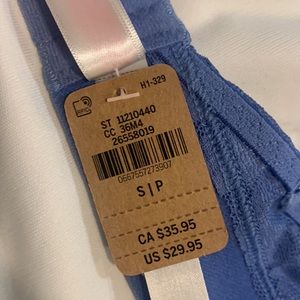 H1-329
ST 11210440
CC 36M4
26558019
0667557273907
S|P
CA $35.95
US $29.95